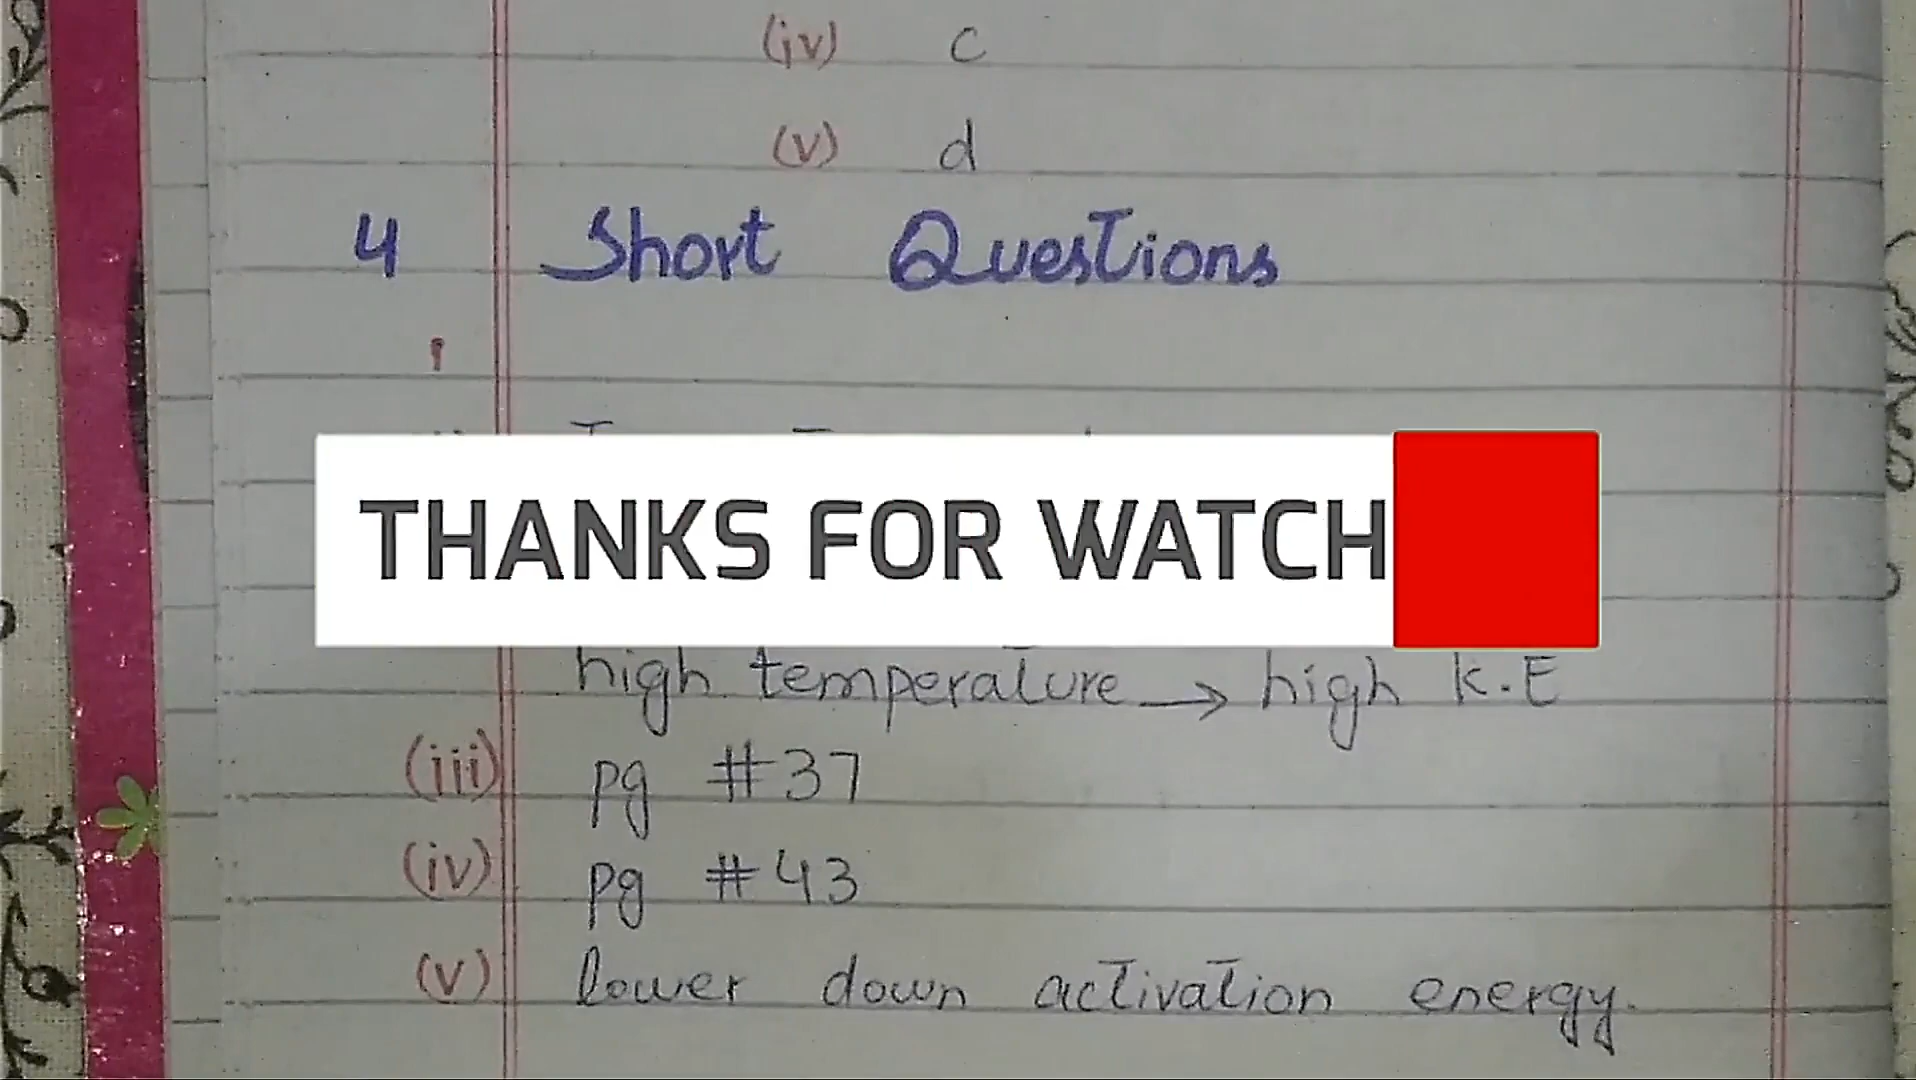 (iv) c
(v) d
4 Short Questions
THANKS FOR WATCH
high temperature → high K.E
(iii) pg #37
(iv) pg #43
(v) lower down activation energy.